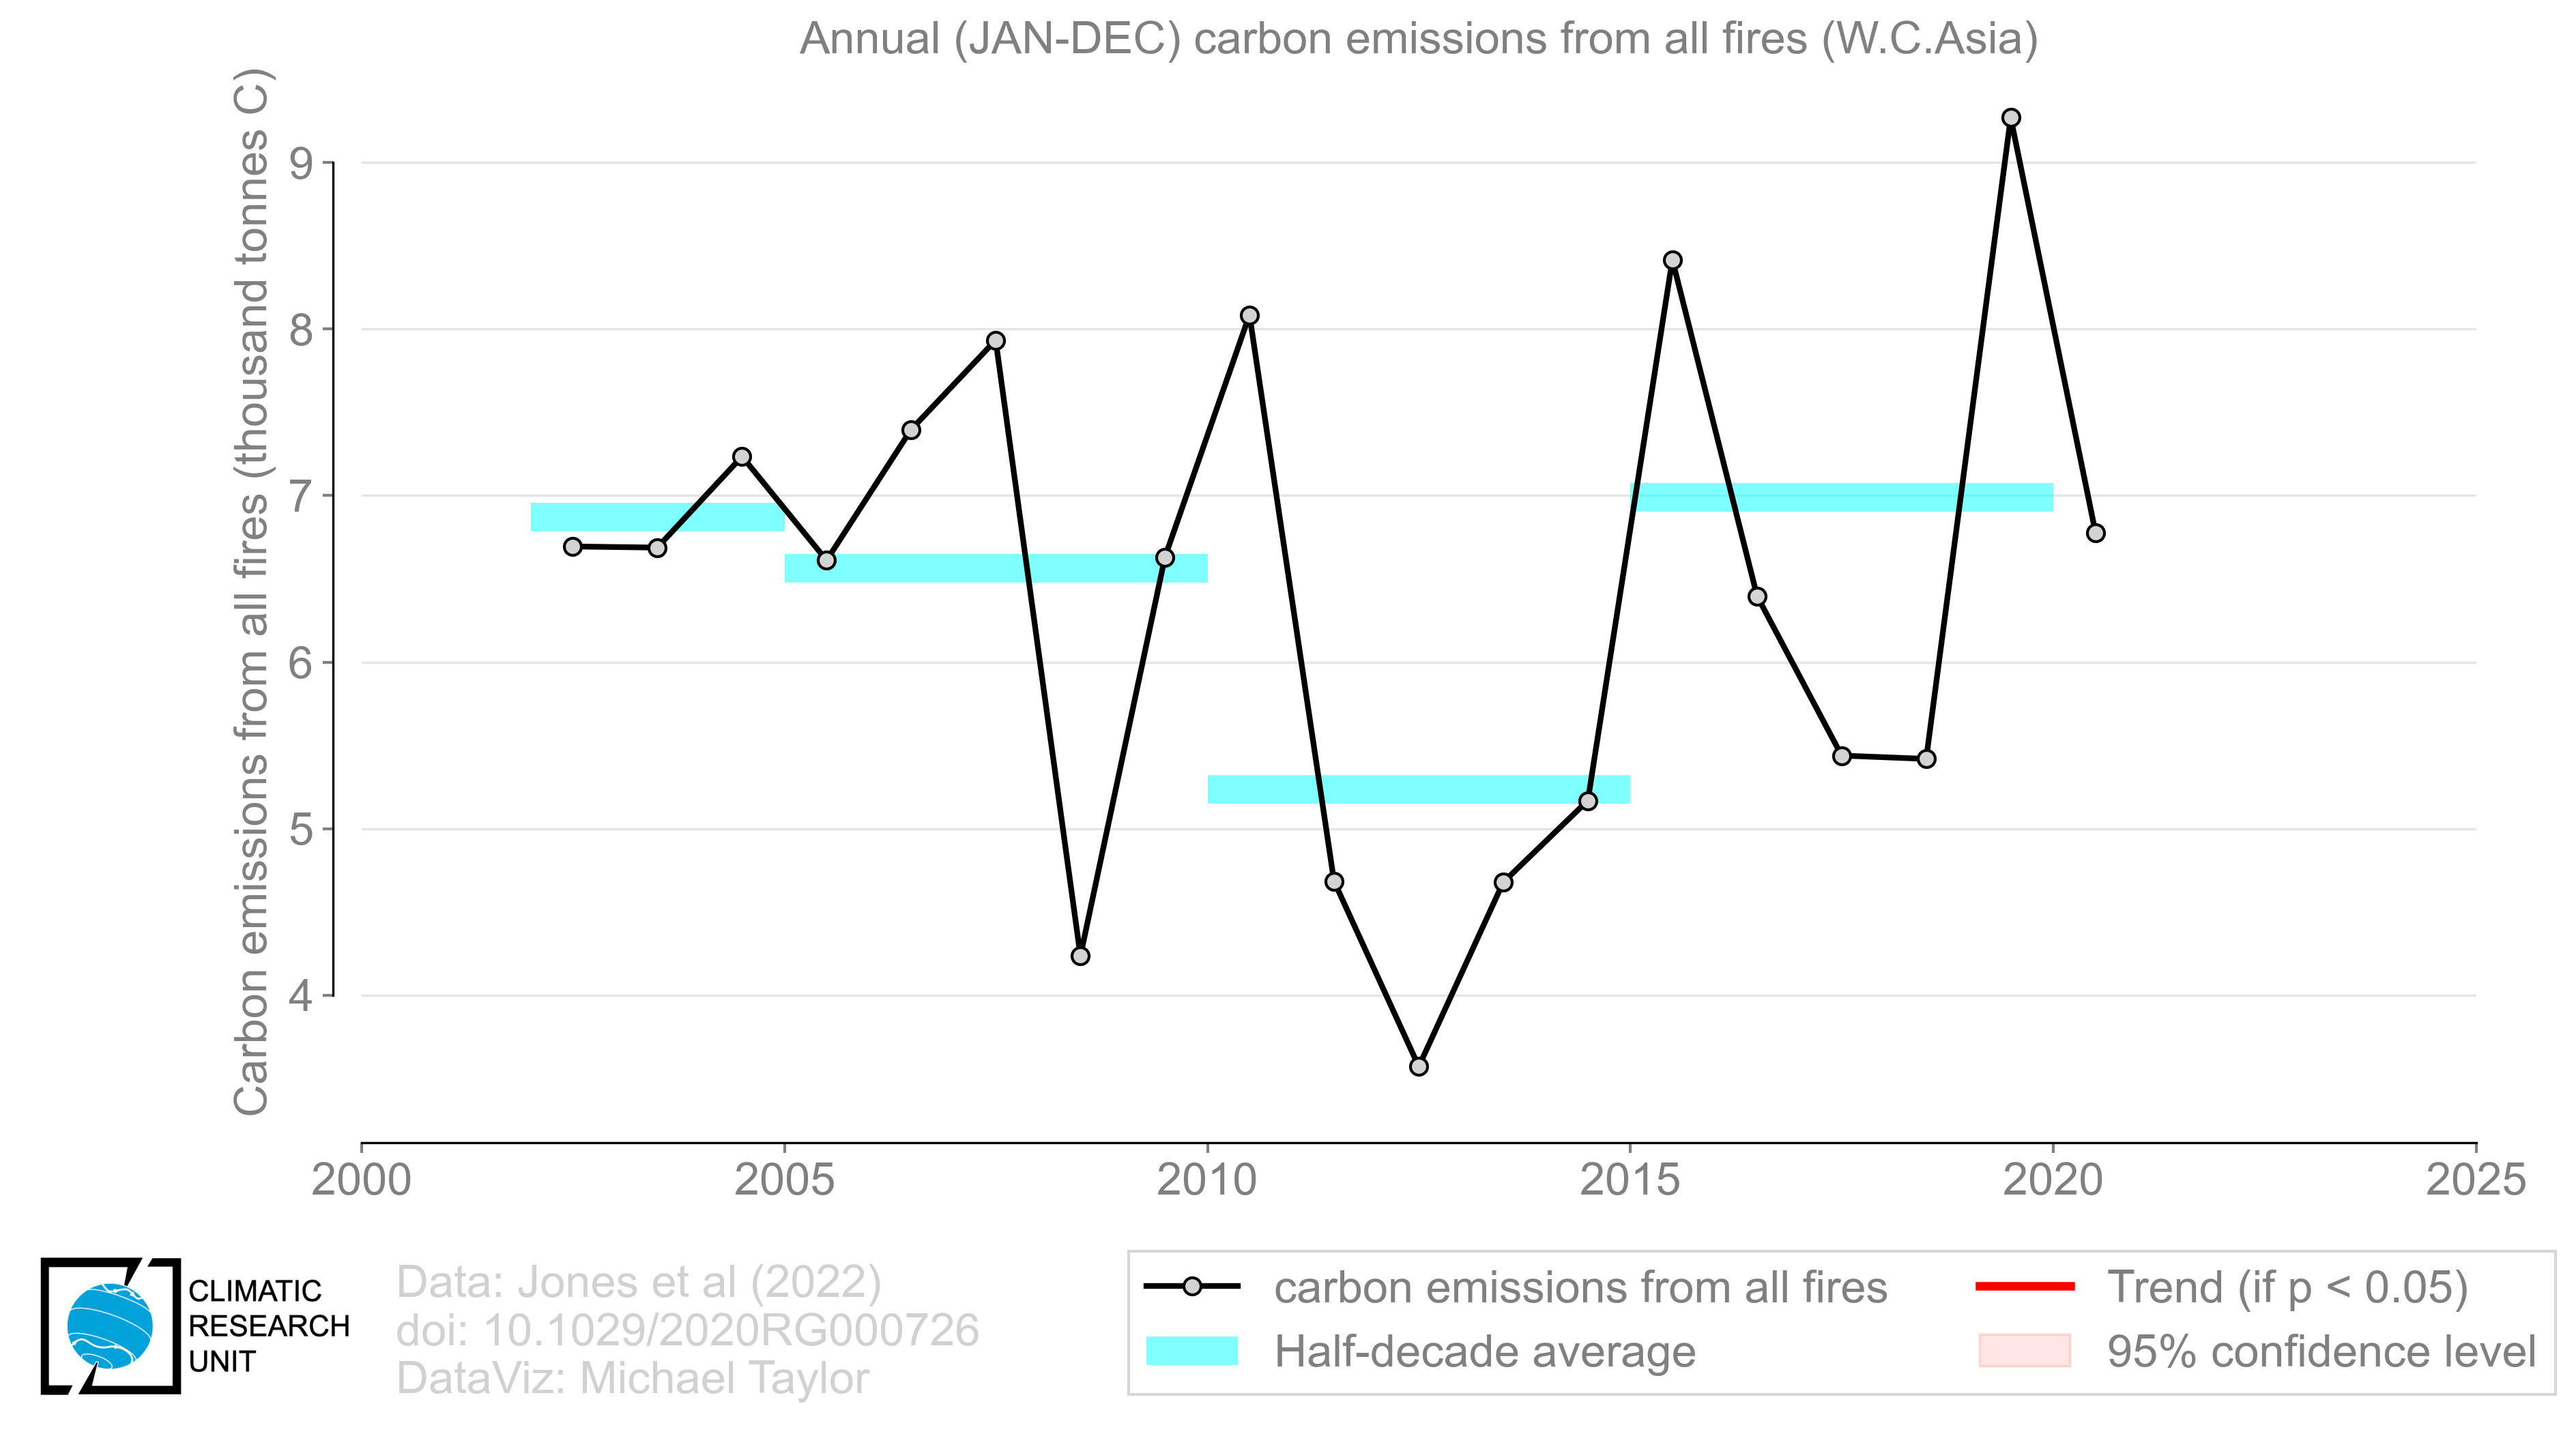 Annual (JAN-DEC) carbon emissions from all fires (W.C.Asia)
Carbon emissions from all fires (thousand tonnes C)
9
8
7
6
5
4
2000 2005 2010 2015 2020 2025
CLIMATIC
RESEARCH
UNIT
Data: Jones et al (2022)
doi: 10.1029/2020RG000726
DataViz: Michael Taylor
carbon emissions from all fires
Half-decade average
Trend (if p < 0.05)
95% confidence level